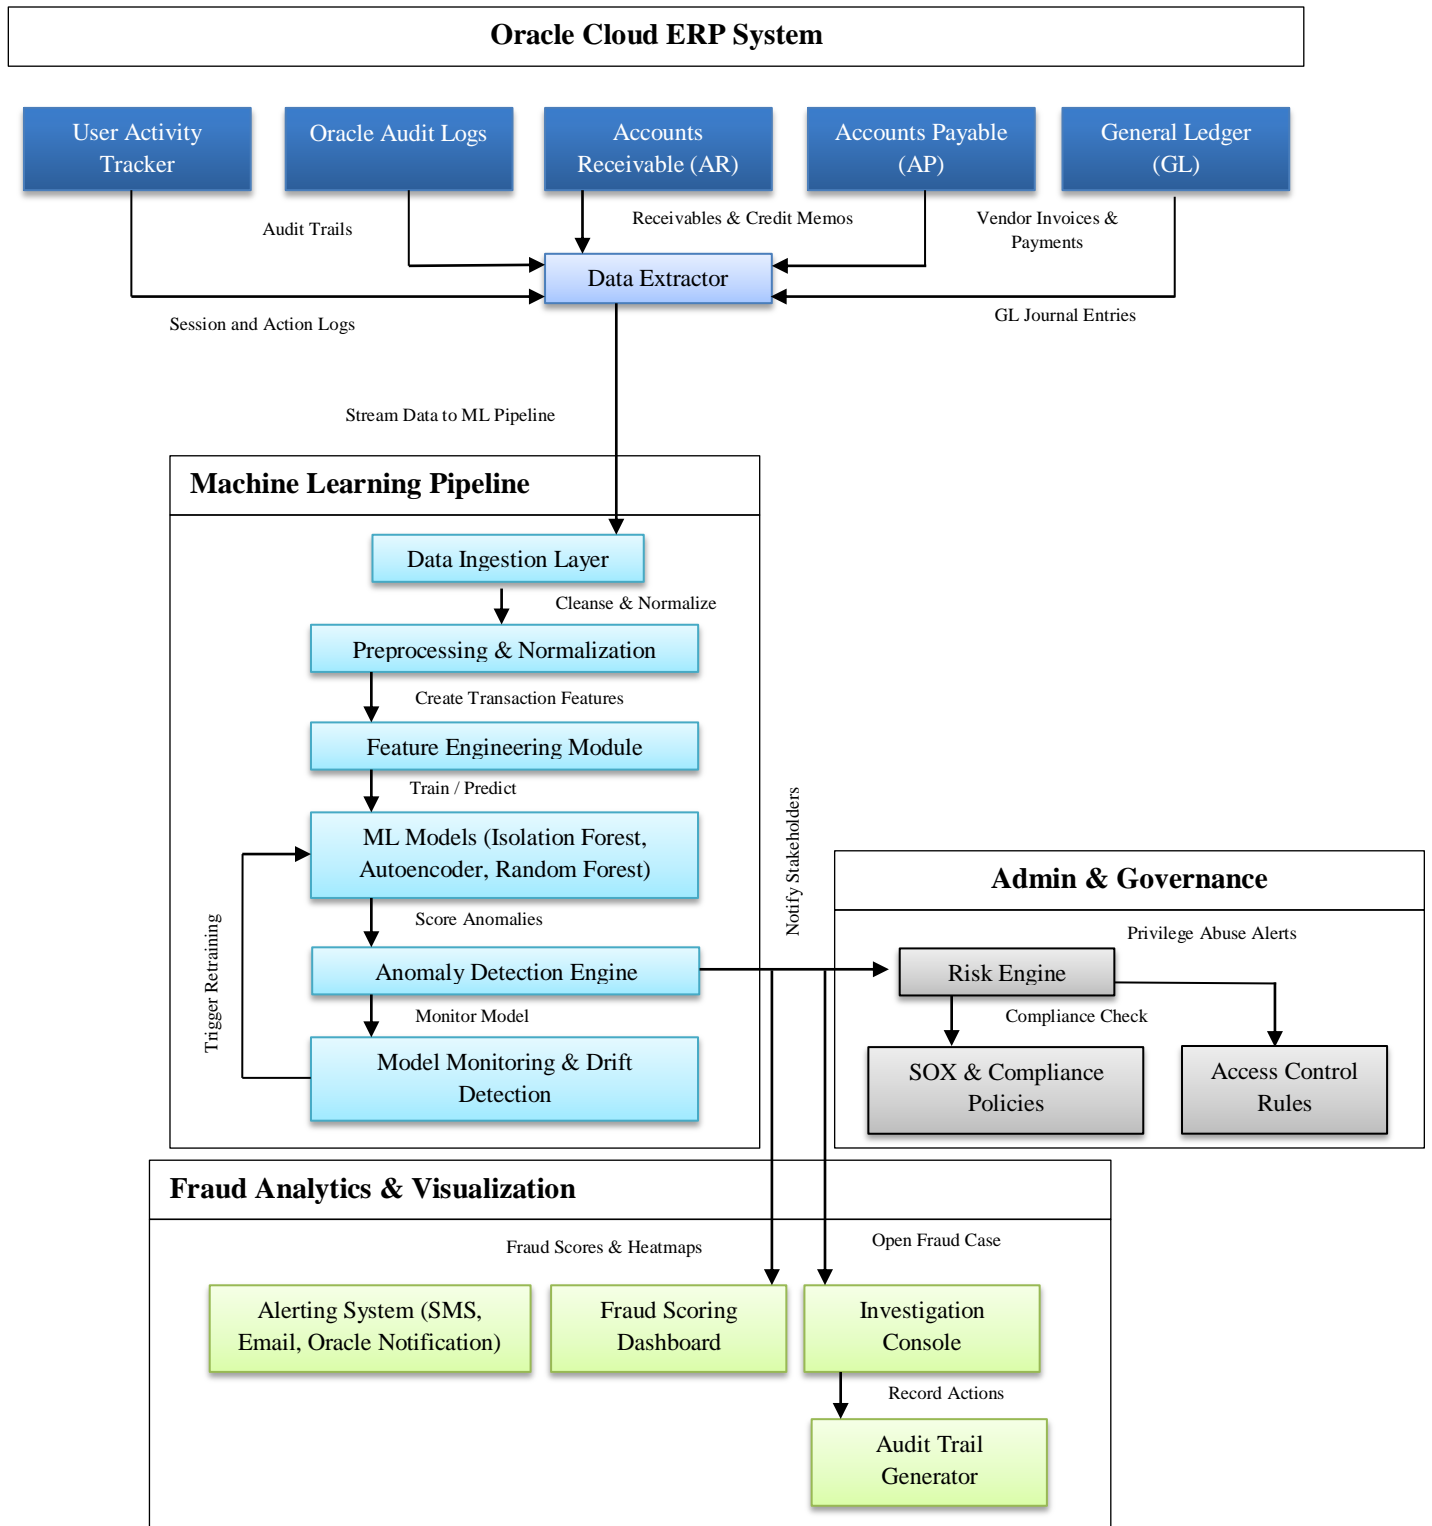 Oracle Cloud ERP System
User Activity
Tracker
Oracle Audit Logs
Accounts
Receivable (AR)
Accounts Payable
(AP)
General Ledger
(GL)
Audit Trails
Receivables & Credit Memos
Vendor Invoices &
Payments
Data Extractor
Session and Action Logs
GL Journal Entries
Stream Data to ML Pipeline
Machine Learning Pipeline
Data Ingestion Layer
Cleanse & Normalize
Preprocessing & Normalization
Create Transaction Features
Feature Engineering Module
Train / Predict
ML Models (Isolation Forest,
Autoencoder, Random Forest)
Score Anomalies
Anomaly Detection Engine
Monitor Model
Model Monitoring & Drift
Detection
Trigger Retraining
Notify Stakeholders
Admin & Governance
Privilege Abuse Alerts
Risk Engine
Compliance Check
SOX & Compliance
Policies
Access Control
Rules
Fraud Analytics & Visualization
Fraud Scores & Heatmaps
Open Fraud Case
Alerting System (SMS,
Email, Oracle Notification)
Fraud Scoring
Dashboard
Investigation
Console
Record Actions
Audit Trail
Generator